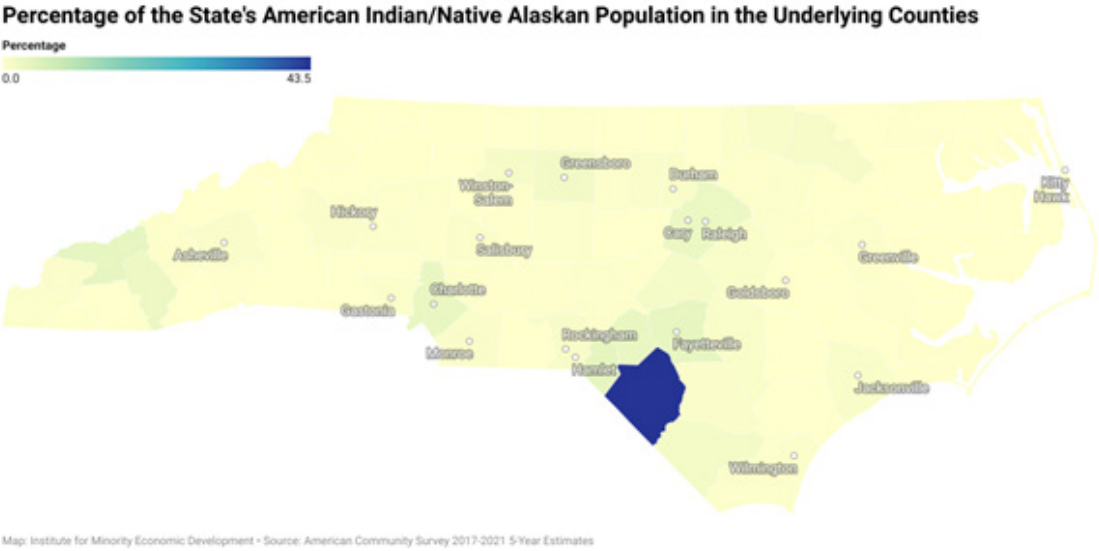 Percentage of the State's American Indian/Native Alaskan Population in the Underlying Counties
Percentage
0.0
43.5
Greensboro
Durham
Winston-
Salem
Kitty
Hawk
Hickory
Cary
Raleigh
Asheville
Salisbury
Greenville
Charlotte
Goldsboro
Gastonia
Rockingham
Fayetteville
Monroe
Hamlet
Jacksonville
Wilmington
Map: Institute for Minority Economic Development • Source: American Community Survey 2017-2021 5-Year Estimates